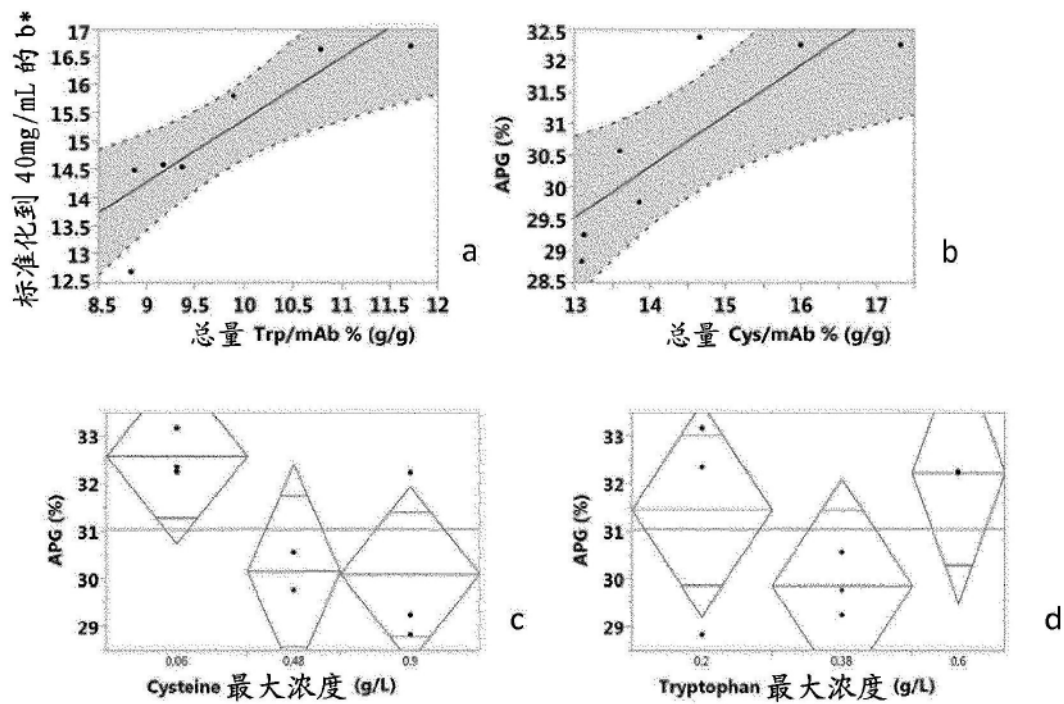 标准化到 40mg/mL 的 b*
17
16.5
16
15.5
15
14.5
14
13.5
13
12.5
8.5 9 9.5 10 10.5 11 11.5 12
总量 Trp/mAb % (g/g)
a
APG (%)
32.5
32
31.5
31
30.5
30
29.5
29
28.5
13 14 15 16 17
总量 Cys/mAb % (g/g)
b
APG (%)
33
32
31
30
29
0.06 0.48 0.9
Cysteine 最大浓度 (g/L)
c
APG (%)
33
32
31
30
29
0.2 0.38 0.6
Tryptophan 最大浓度 (g/L)
d